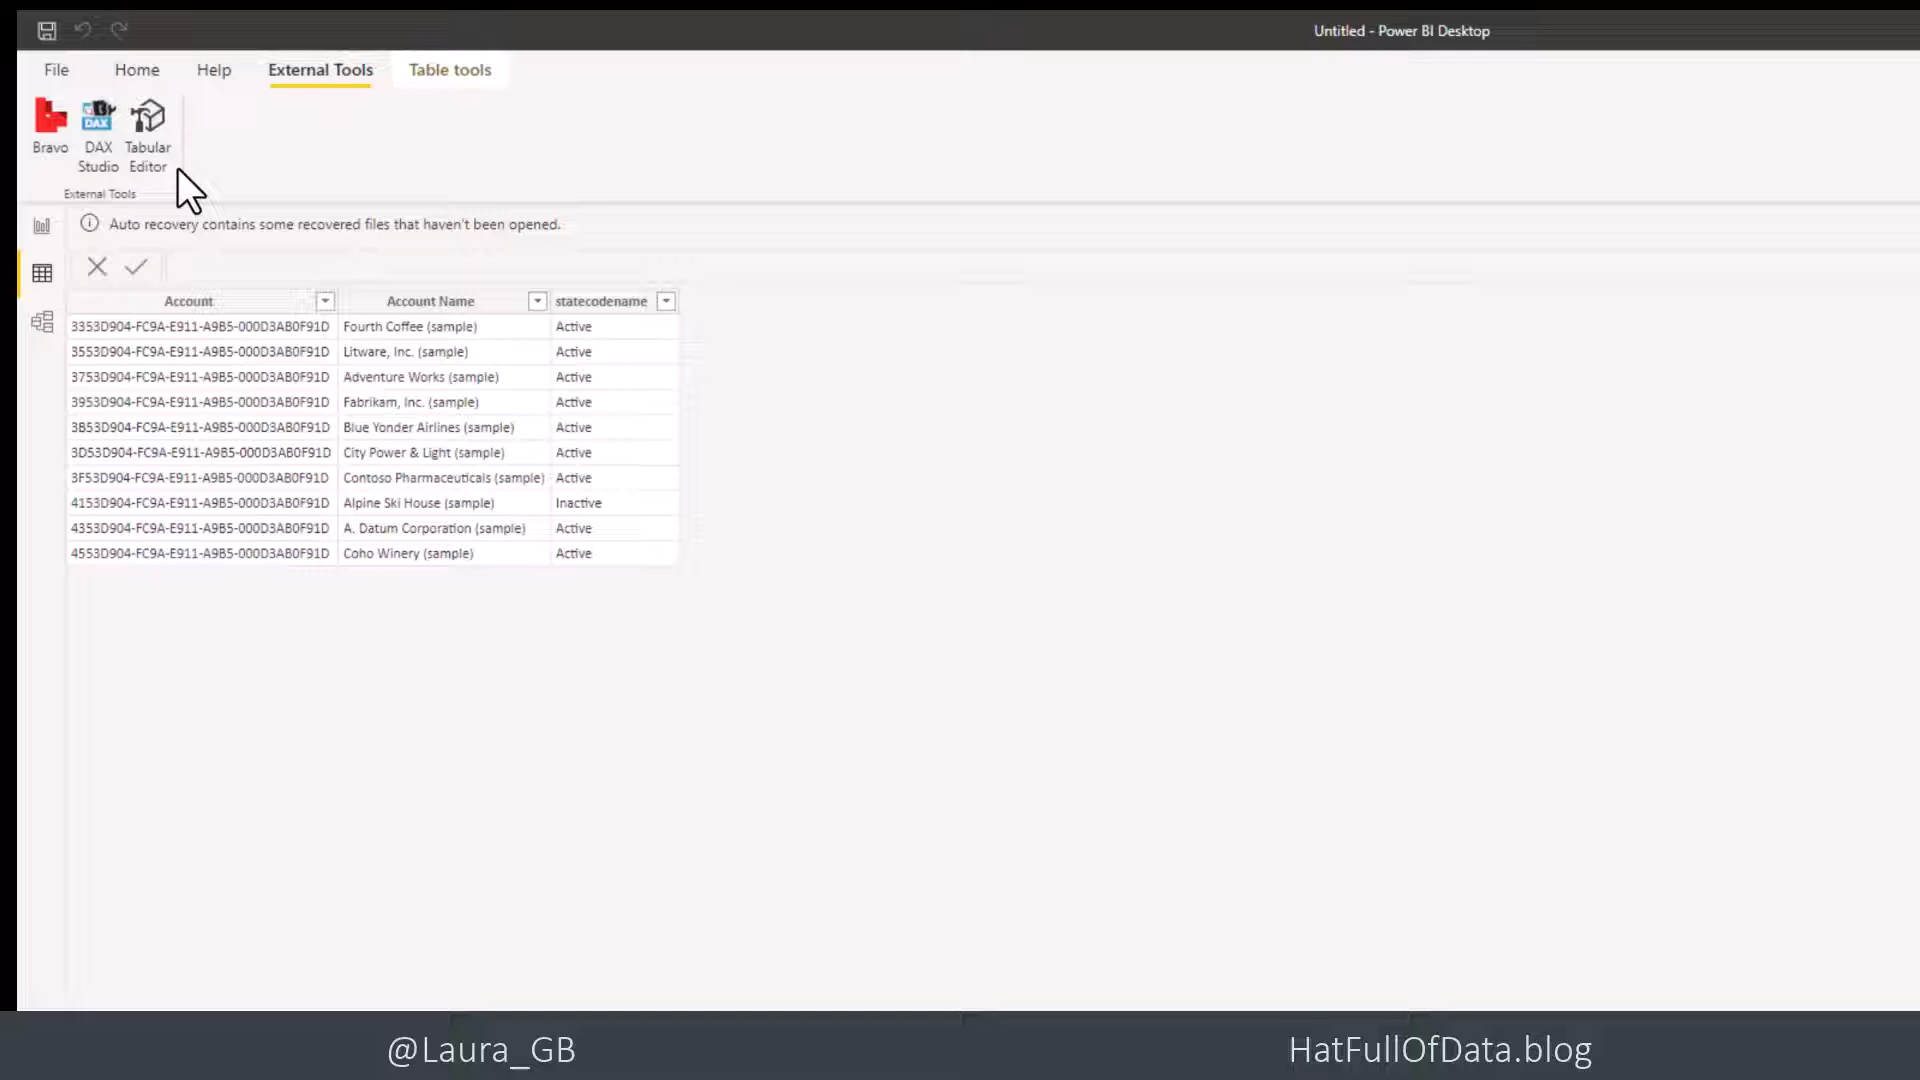 Untitled - Power BI Desktop
File Home Help External Tools Table tools
Bravo DAX Studio Tabular Editor
External Tools
Auto recovery contains some recovered files that haven't been opened.
Account Account Name statecodename
3353D904-FC9A-E911-A9B5-000D3AB0F91D Fourth Coffee (sample) Active
3553D904-FC9A-E911-A9B5-000D3AB0F91D Litware, Inc. (sample) Active
3753D904-FC9A-E911-A9B5-000D3AB0F91D Adventure Works (sample) Active
3953D904-FC9A-E911-A9B5-000D3AB0F91D Fabrikam, Inc. (sample) Active
3B53D904-FC9A-E911-A9B5-000D3AB0F91D Blue Yonder Airlines (sample) Active
3D53D904-FC9A-E911-A9B5-000D3AB0F91D City Power & Light (sample) Active
3F53D904-FC9A-E911-A9B5-000D3AB0F91D Contoso Pharmaceuticals (sample) Active
4153D904-FC9A-E911-A9B5-000D3AB0F91D Alpine Ski House (sample) Inactive
4353D904-FC9A-E911-A9B5-000D3AB0F91D A. Datum Corporation (sample) Active
4553D904-FC9A-E911-A9B5-000D3AB0F91D Coho Winery (sample) Active
@Laura_GB HatFullOfData.blog